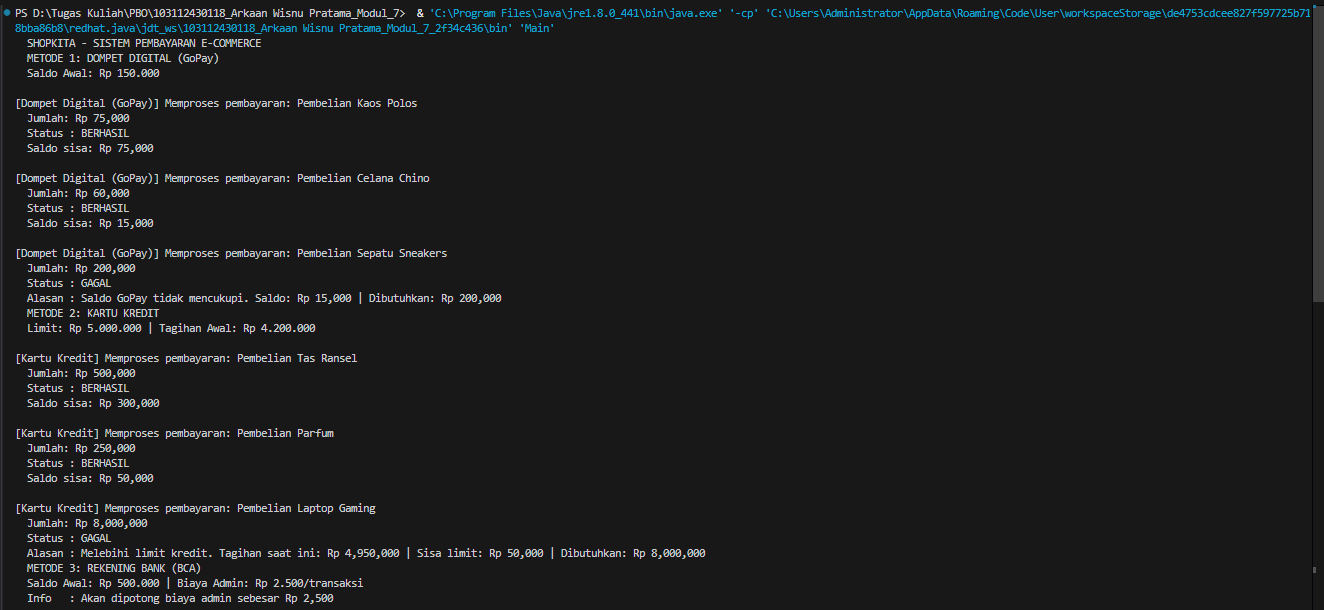 PS D:\Tugas Kuliah\PBO\103112430118_Arkaan Wisnu Pratama_Modul_7>  & 'C:\Program Files\Java\jre1.8.0_441\bin\java.exe' '-cp' 'C:\Users\Administrator\AppData\Roaming\Code\User\workspaceStorage\de4753cdcee827f597725b71
8bba86b8\redhat.java\jdt_ws\103112430118_Arkaan Wisnu Pratama_Modul_7_2f34c436\bin' 'Main'
SHOPKITA - SISTEM PEMBAYARAN E-COMMERCE
METODE 1: DOMPET DIGITAL (GoPay)
Saldo Awal: Rp 150.000
[Dompet Digital (GoPay)] Memproses pembayaran: Pembelian Kaos Polos
Jumlah: Rp 75,000
Status : BERHASIL
Saldo sisa: Rp 75,000
[Dompet Digital (GoPay)] Memproses pembayaran: Pembelian Celana Chino
Jumlah: Rp 60,000
Status : BERHASIL
Saldo sisa: Rp 15,000
[Dompet Digital (GoPay)] Memproses pembayaran: Pembelian Sepatu Sneakers
Jumlah: Rp 200,000
Status : GAGAL
Alasan : Saldo GoPay tidak mencukupi. Saldo: Rp 15,000 | Dibutuhkan: Rp 200,000
METODE 2: KARTU KREDIT
Limit: Rp 5.000.000 | Tagihan Awal: Rp 4.200.000
[Kartu Kredit] Memproses pembayaran: Pembelian Tas Ransel
Jumlah: Rp 500,000
Status : BERHASIL
Saldo sisa: Rp 300,000
[Kartu Kredit] Memproses pembayaran: Pembelian Parfum
Jumlah: Rp 250,000
Status : BERHASIL
Saldo sisa: Rp 50,000
[Kartu Kredit] Memproses pembayaran: Pembelian Laptop Gaming
Jumlah: Rp 8,000,000
Status : GAGAL
Alasan : Melebihi limit kredit. Tagihan saat ini: Rp 4,950,000 | Sisa limit: Rp 50,000 | Dibutuhkan: Rp 8,000,000
METODE 3: REKENING BANK (BCA)
Saldo Awal: Rp 500.000 | Biaya Admin: Rp 2.500/transaksi
Info   : Akan dipotong biaya admin sebesar Rp 2,500